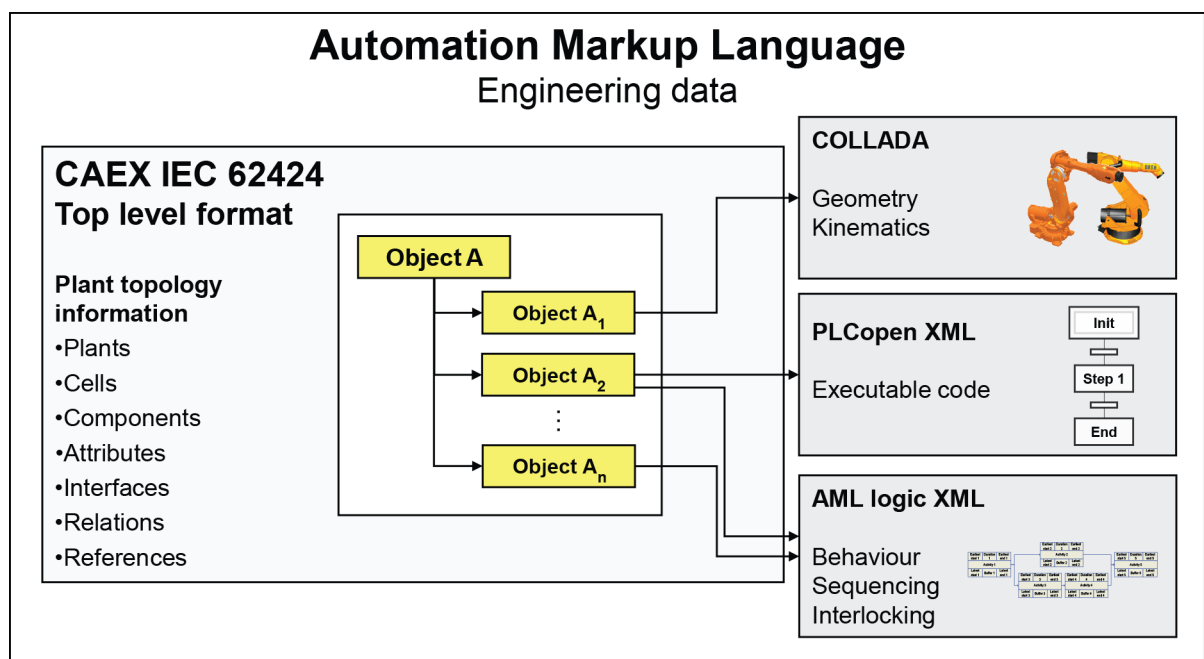 Automation Markup Language
Engineering data
CAEX IEC 62424
Top level format
Plant topology
information
•Plants
•Cells
•Components
•Attributes
•Interfaces
•Relations
•References
Object A
Object A1
Object A2
⋮
Object An
COLLADA
Geometry
Kinematics
PLCopen XML
Executable code
Init
Step 1
End
AML logic XML
Behaviour
Sequencing
Interlocking